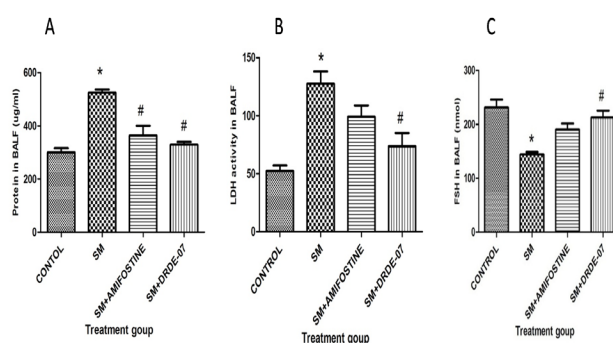 A
Protein in BALF (ug/ml)
600
400
200
0
*
#
#
CONTOL
SM
SM+AMIFOSTINE
SM+DRDE-07
Treatment goup
B
LDH activity in BALF
150
100
50
0
*
#
CONTROL
SM
SM+AMIFOSTINE
SM+DRDE-07
Treatment goup
C
FSH in BALF (nmol)
300
200
100
0
*
#
CONTROL
SM
SM+AMIFOSTINE
SM+DRDE-07
Treatment goup